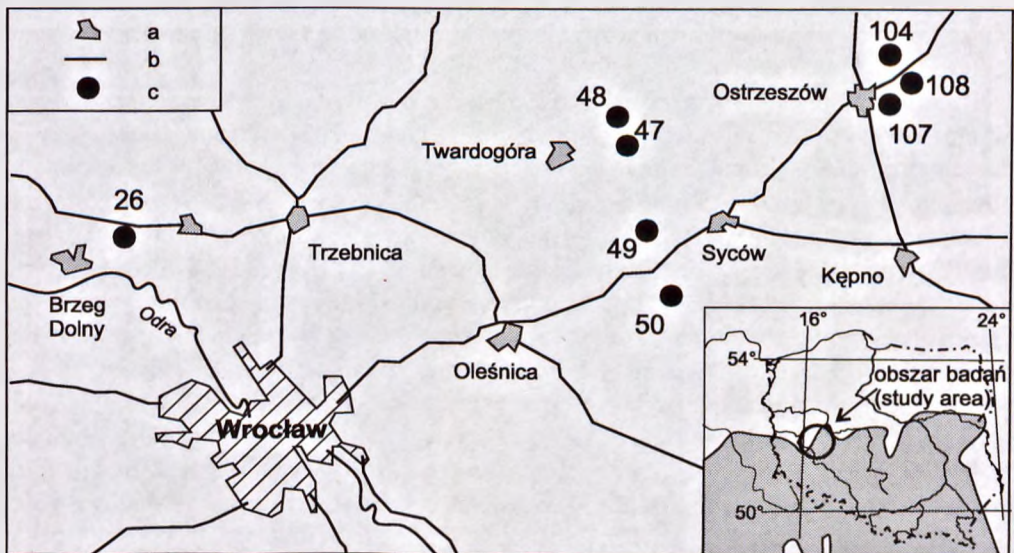 a
b
c
104
108
107
Ostrzeszów
48
47
Twardogóra
26
49
Trzebnica
Syców
Kępno
Brzeg
Dolny
Odra
50
Oleśnica
Wrocław
16°
24°
54°
obszar badań
(study area)
50°